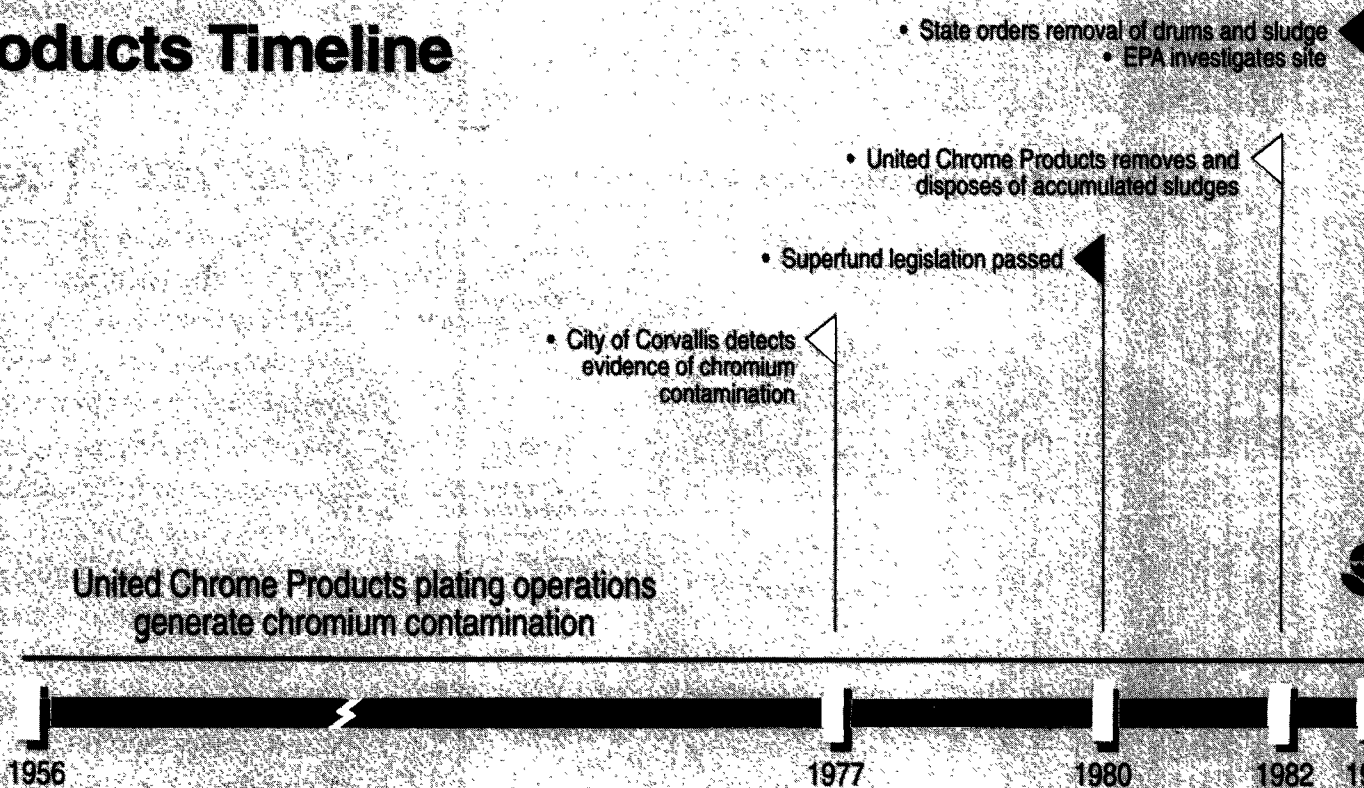 oducts Timeline
• State orders removal of drums and sludge
• EPA investigates site
• United Chrome Products removes and
disposes of accumulated sludges
• Superfund legislation passed
• City of Corvallis detects
evidence of chromium
contamination
United Chrome Products plating operations
generate chromium contamination
1956
1977
1980
1982